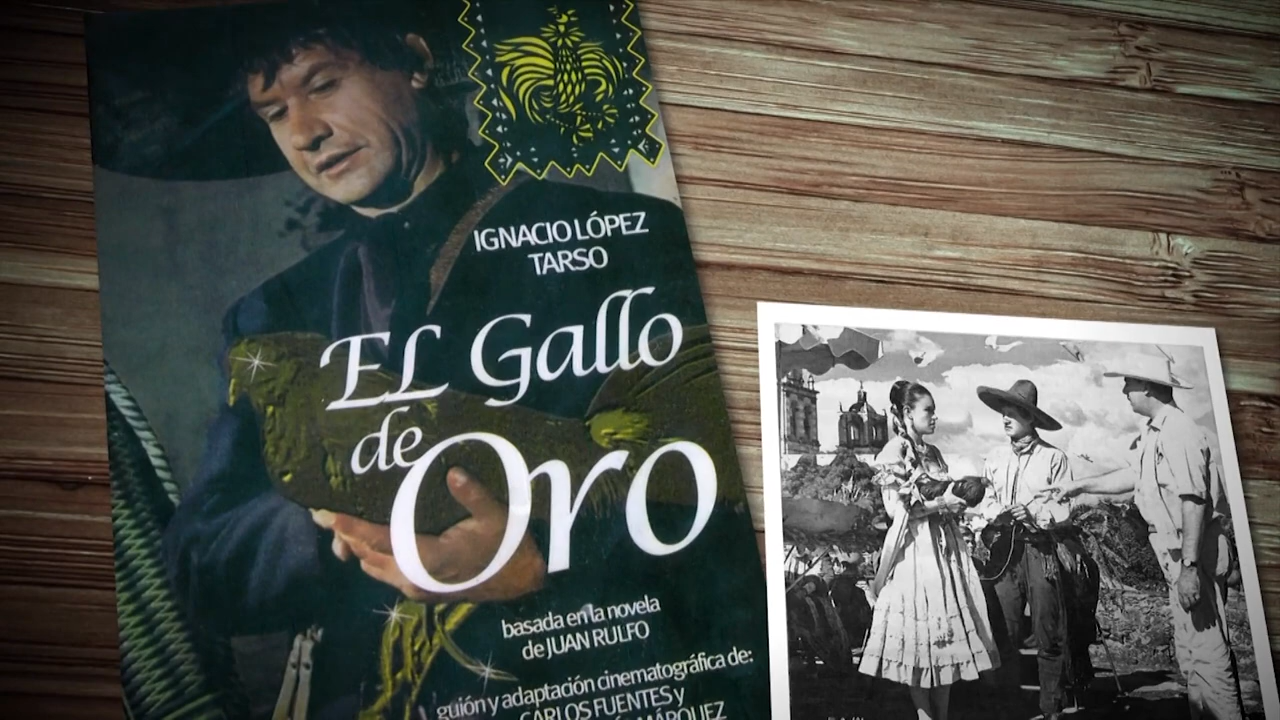 IGNACIO LÓPEZ
TARSO
EL Gallo
de Oro
basada en la novela
de JUAN RULFO
guión y adaptación cinematográfica de:
CARLOS FUENTES y
MÁRQUEZ